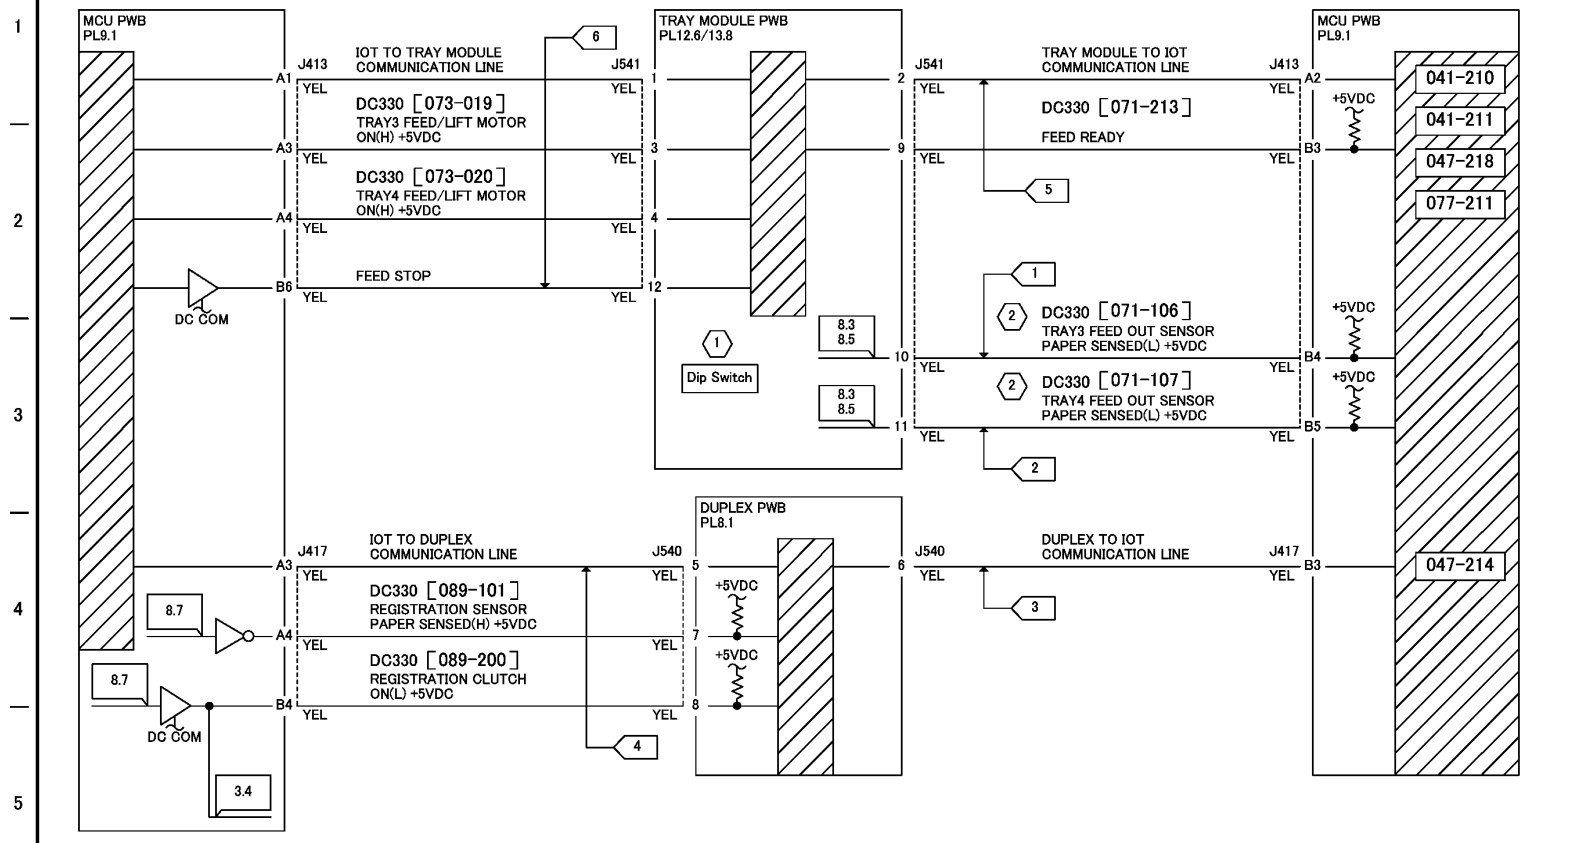 1
2
3
4
5
MCU PWB
PL9.1
A1
A3
A4
B6
DC COM
J413
YEL
YEL
YEL
YEL
IOT TO TRAY MODULE
COMMUNICATION LINE
DC330 [073-019]
TRAY3 FEED/LIFT MOTOR
ON(H) +5VDC
DC330 [073-020]
TRAY4 FEED/LIFT MOTOR
ON(H) +5VDC
FEED STOP
6
J541
YEL
YEL
YEL
YEL
TRAY MODULE PWB
PL12.6/13.8
1
3
4
12
2
9
1
Dip Switch
8.3
8.5
10
8.3
8.5
11
J541
YEL
YEL
YEL
YEL
TRAY MODULE TO IOT
COMMUNICATION LINE
DC330 [071-213]
FEED READY
5
1
2
DC330 [071-106]
TRAY3 FEED OUT SENSOR
PAPER SENSED(L) +5VDC
2
DC330 [071-107]
TRAY4 FEED OUT SENSOR
PAPER SENSED(L) +5VDC
2
J413
YEL
YEL
YEL
YEL
MCU PWB
PL9.1
A2
+5VDC
B3
+5VDC
B4
+5VDC
B5
041-210
041-211
047-218
077-211
A3
8.7
A4
8.7
B4
DC COM
3.4
J417
YEL
YEL
YEL
IOT TO DUPLEX
COMMUNICATION LINE
DC330 [089-101]
REGISTRATION SENSOR
PAPER SENSED(H) +5VDC
DC330 [089-200]
REGISTRATION CLUTCH
ON(L) +5VDC
4
J540
YEL
YEL
YEL
DUPLEX PWB
PL8.1
5
+5VDC
7
+5VDC
8
6
J540
YEL
DUPLEX TO IOT
COMMUNICATION LINE
3
J417
YEL
B3
047-214